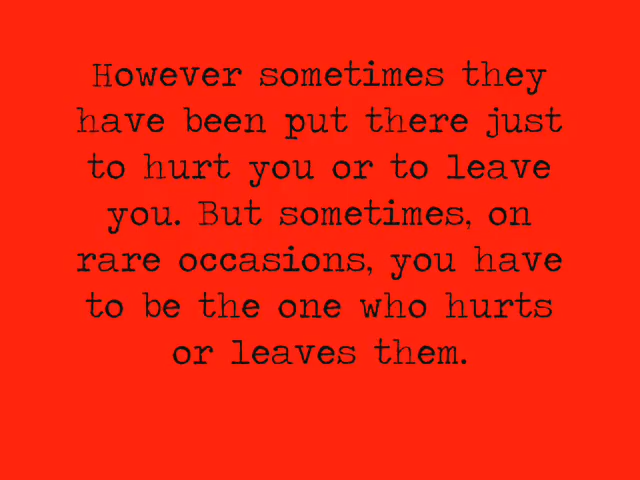 However sometimes they
have been put there just
to hurt you or to leave
you. But sometimes, on
rare occasions, you have
to be the one who hurts
or leaves them.